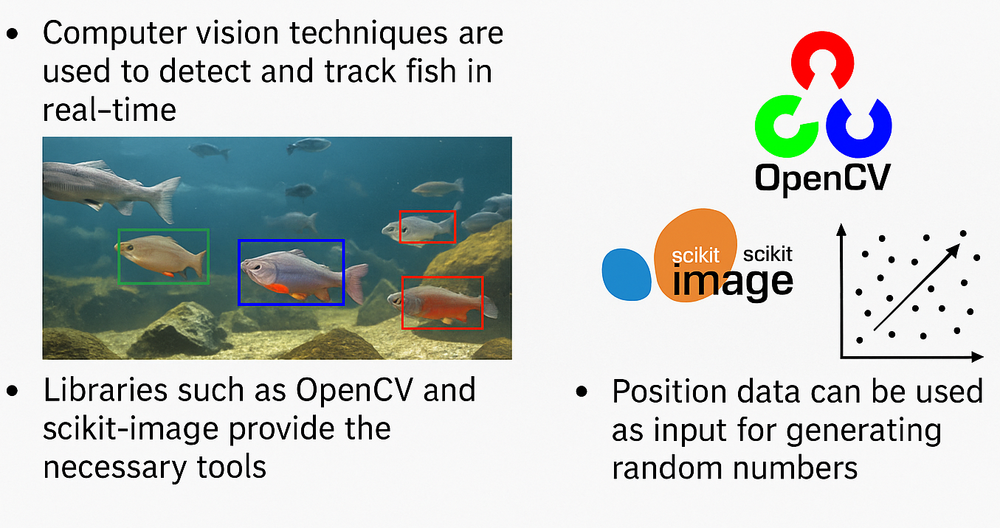 • Computer vision techniques are
used to detect and track fish in
real-time
• Libraries such as OpenCV and
scikit-image provide the
necessary tools
OpenCV
scikit scikit
image
• Position data can be used
as input for generating
random numbers